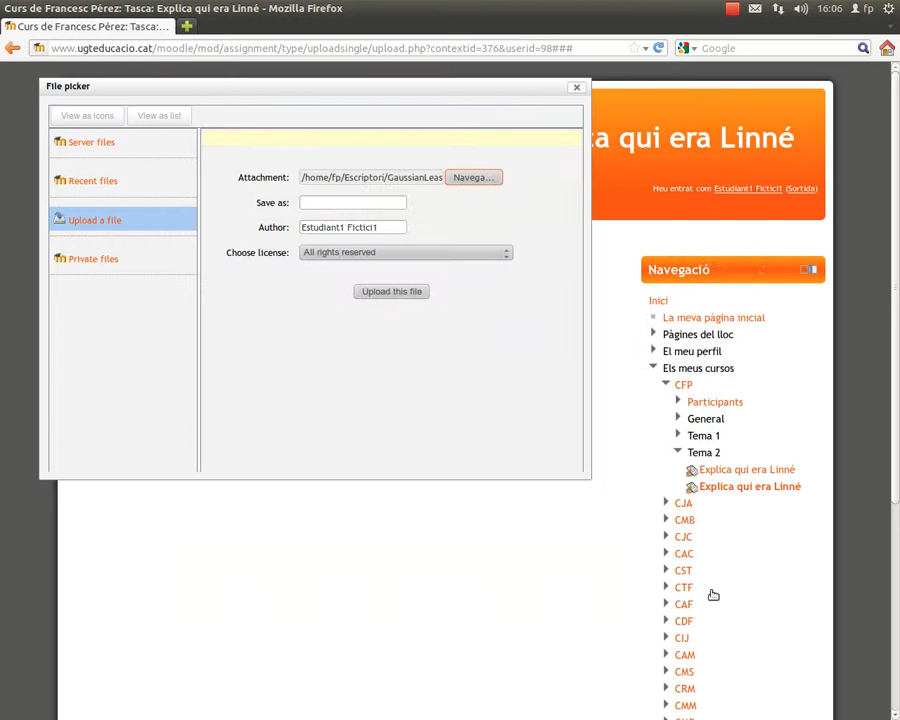 Curs de Francesc Pérez: Tasca: Explica qui era Linné - Mozilla Firefox
16:06
fp
Curs de Francesc Pérez: Tasca:...
www.ugteducacio.cat/moodle/mod/assignment/type/uploadsingle/upload.php?contextid=376&userid=98###
Google
File picker
View as icons
View as list
Server files
Recent files
Upload a file
Private files
Attachment:
/home/fp/Escriptori/GaussianLeas
Navega...
Save as:
Author:
Estudiant1 Fictici1
Choose license:
All rights reserved
Upload this file
a qui era Linné
Heu entrat com Estudiant1 Fictici1 (Sortida)
Navegació
Inici
La meva pàgina inicial
Pàgines del lloc
El meu perfil
Els meus cursos
CFP
Participants
General
Tema 1
Tema 2
Explica qui era Linné
Explica qui era Linné
CJA
CMB
CJC
CAC
CST
CTF
CAF
CDF
CIJ
CAM
CMS
CRM
CMM